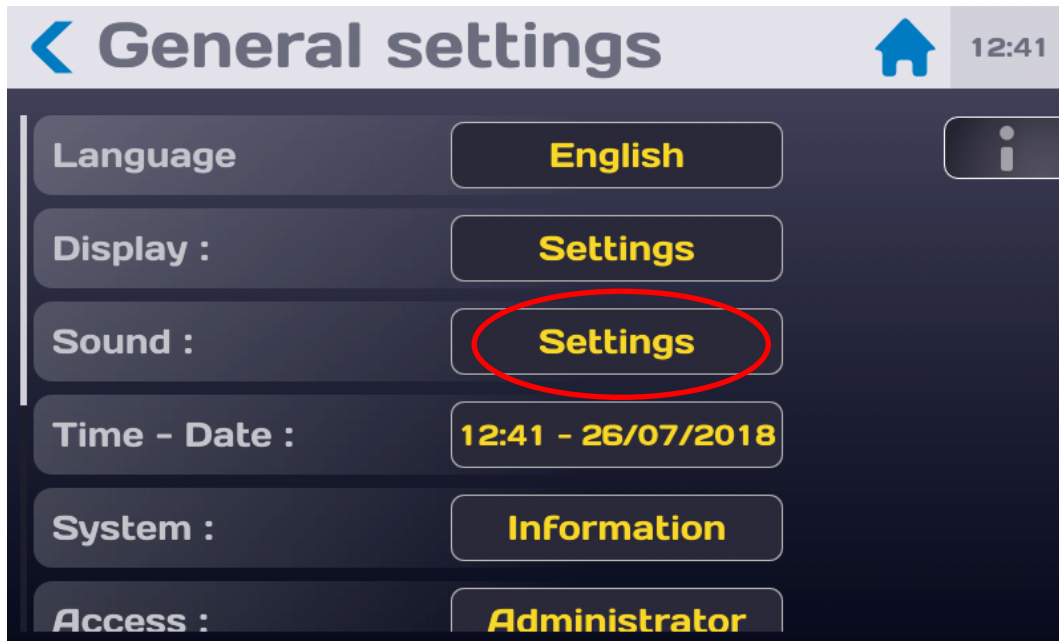 General settings
12:41
Language English
Display : Settings
Sound : Settings
Time - Date : 12:41 - 26/07/2018
System : Information
Access : Administrator